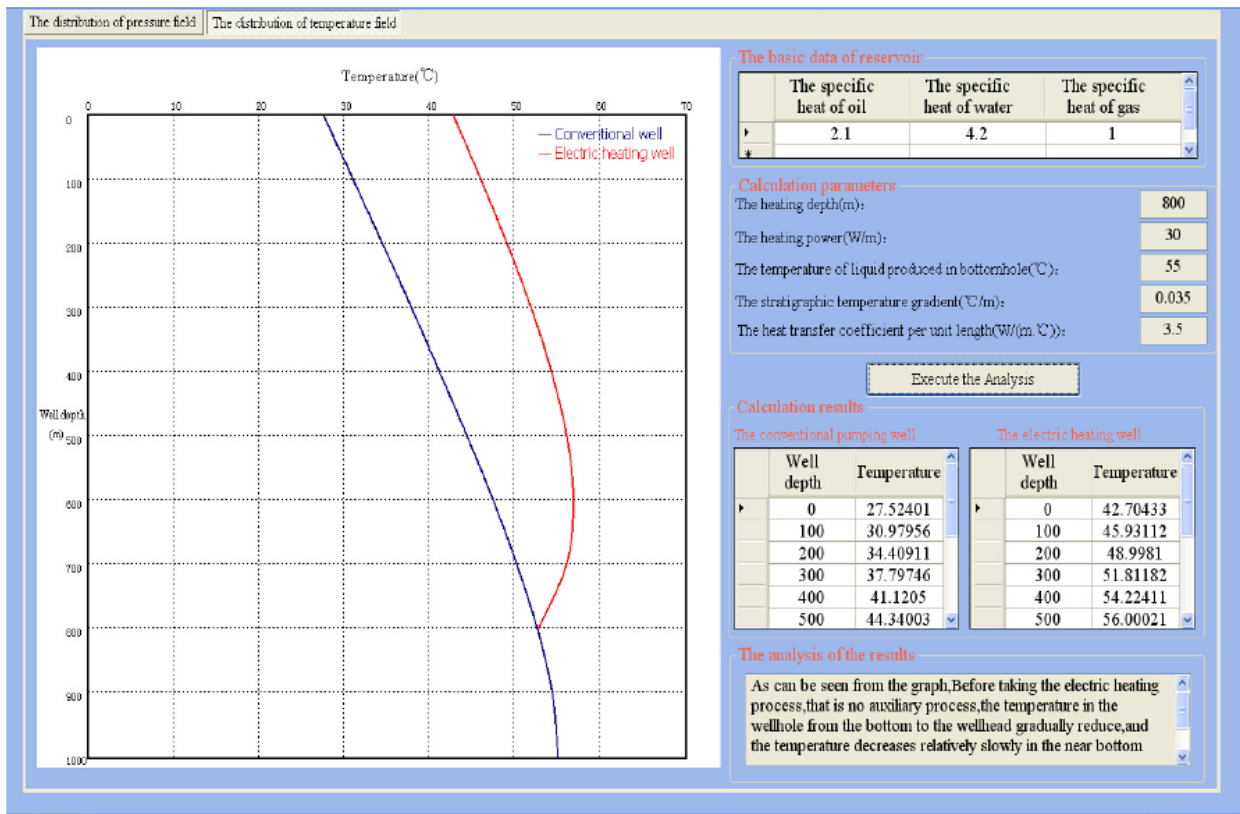 The distribution of pressure field
The distribution of temperature field
Temperature(℃)
0 10 20 30 40 50 60 70
0
100
200
300
400
Well depth
(m) 500
600
700
800
900
1000
Conventional well
Electric heating well
The basic data of reservoir
The specific heat of oil
The specific heat of water
The specific heat of gas
2.1 4.2 1
Calculation parameters
The heating depth(m): 800
The heating power(W/m): 30
The temperature of liquid produced in bottomhole(℃): 55
The stratigraphic temperature gradient(℃/m): 0.035
The heat transfer coefficient per unit length(W/(m.℃)): 3.5
Execute the Analysis
Calculation results
The conventional pumping well
Well depth Temperature
0 27.52401
100 30.97956
200 34.40911
300 37.79746
400 41.1205
500 44.34003
The electric heating well
Well depth Temperature
0 42.70433
100 45.93112
200 48.9981
300 51.81182
400 54.22411
500 56.00021
The analysis of the results
As can be seen from the graph,Before taking the electric heating
process,that is no auxiliary process,the temperature in the
wellhole from the bottom to the wellhead gradually reduce,and
the temperature decreases relatively slowly in the near bottom